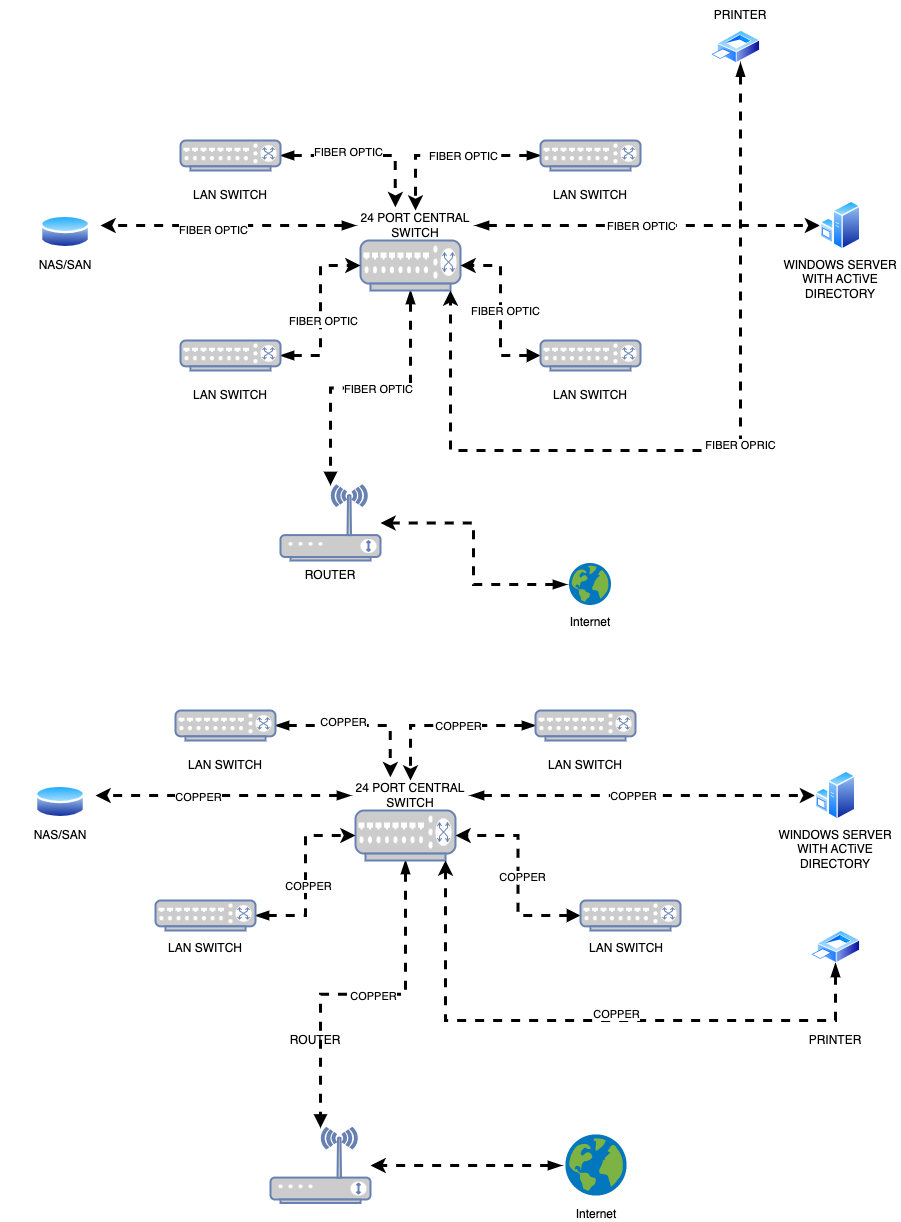 PRINTER
FIBER OPTIC
FIBER OPTIC
LAN SWITCH
LAN SWITCH
24 PORT CENTRAL
SWITCH
FIBER OPTIC
FIBER OPTIC
NAS/SAN
WINDOWS SERVER
WITH ACTiVE
DIRECTORY
FIBER OPTIC
FIBER OPTIC
LAN SWITCH
LAN SWITCH
FIBER OPTIC
FIBER OPRIC
ROUTER
Internet
COPPER
COPPER
LAN SWITCH
LAN SWITCH
24 PORT CENTRAL
SWITCH
COPPER
COPPER
NAS/SAN
WINDOWS SERVER
WITH ACTiVE
DIRECTORY
COPPER
COPPER
LAN SWITCH
LAN SWITCH
COPPER
COPPER
ROUTER
PRINTER
Internet